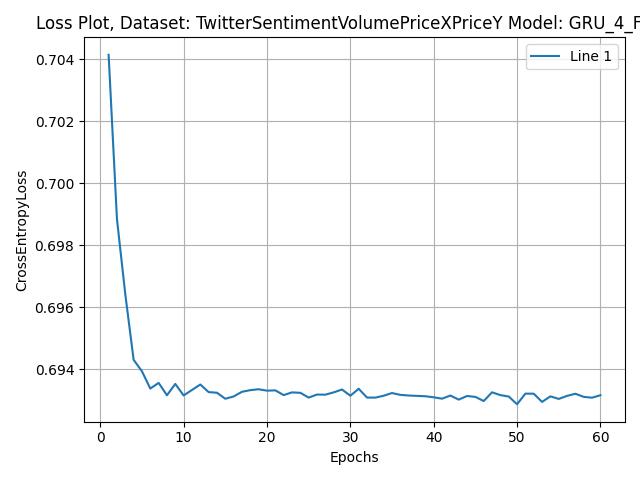 Loss Plot, Dataset: TwitterSentimentVolumePriceXPriceY Model: GRU_4_F
Line 1
0.704
0.702
0.700
0.698
0.696
0.694
CrossEntropyLoss
0 10 20 30 40 50 60
Epochs